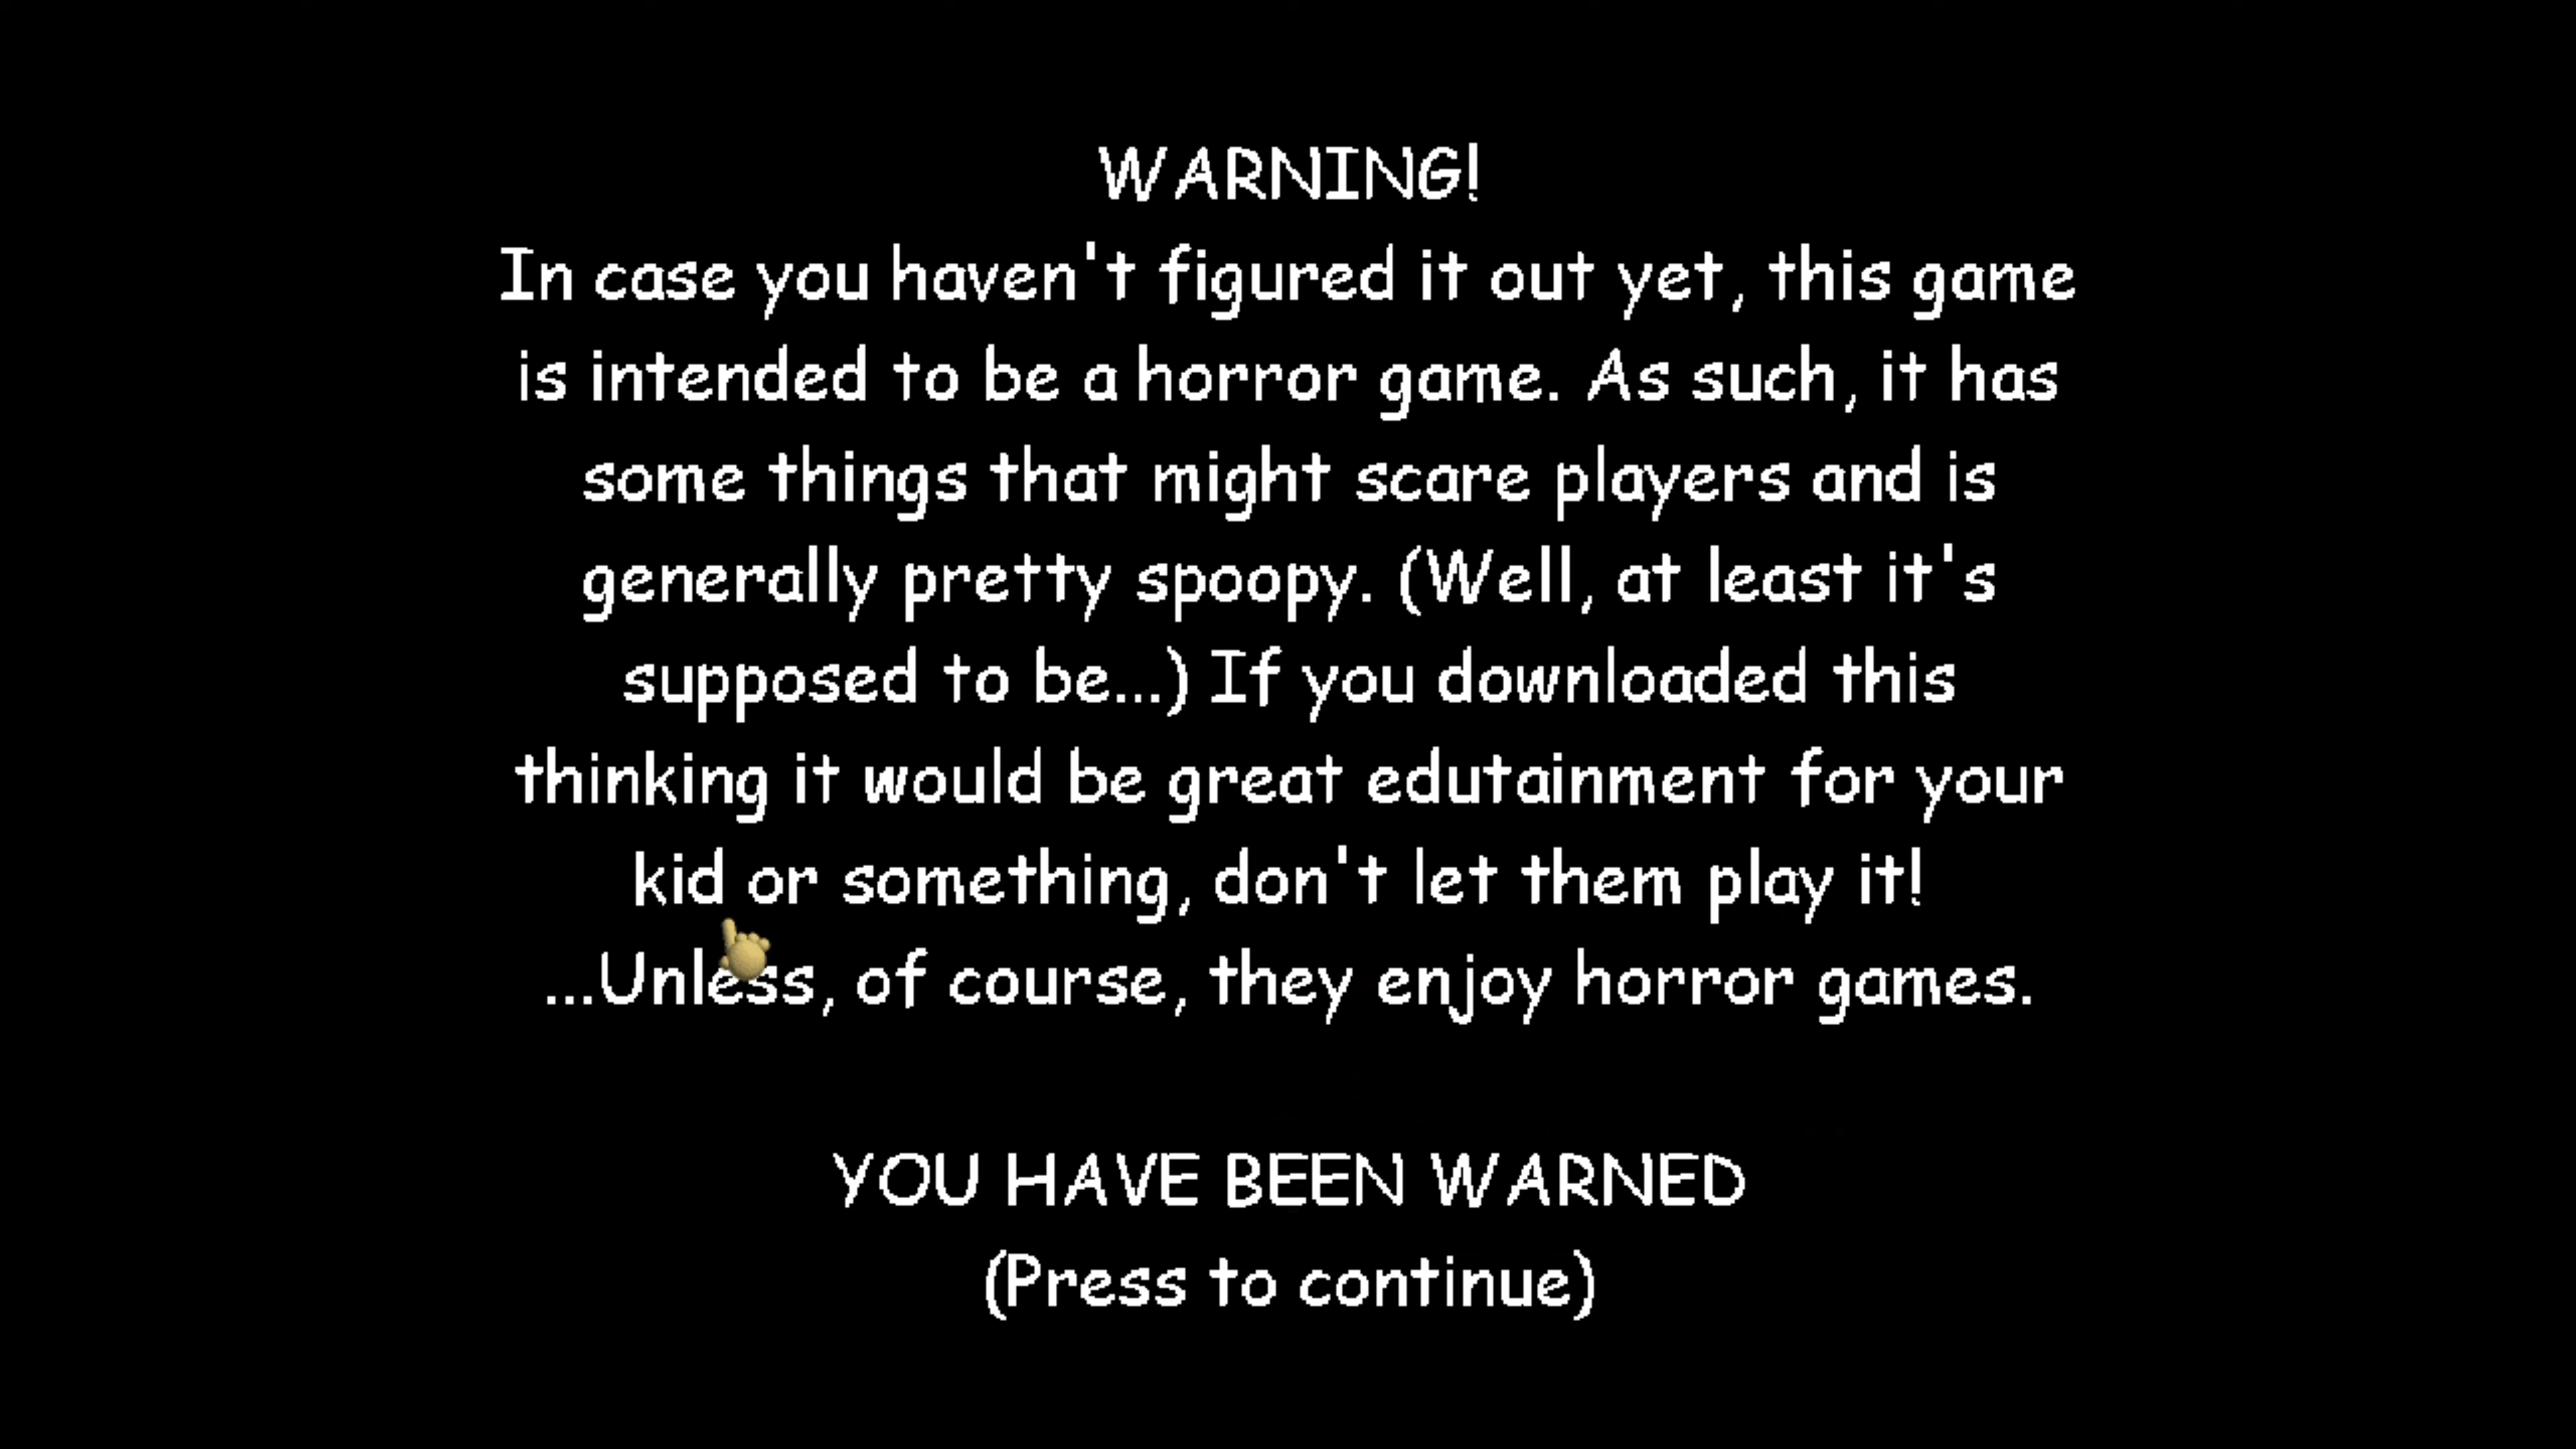 WARNING!
In case you haven't figured it out yet, this game
is intended to be a horror game. As such, it has
some things that might scare players and is
generally pretty spoopy. (Well, at least it's
supposed to be...) If you downloaded this
thinking it would be great edutainment for your
kid or something, don't let them play it!
...Unless, of course, they enjoy horror games.
YOU HAVE BEEN WARNED
(Press to continue)